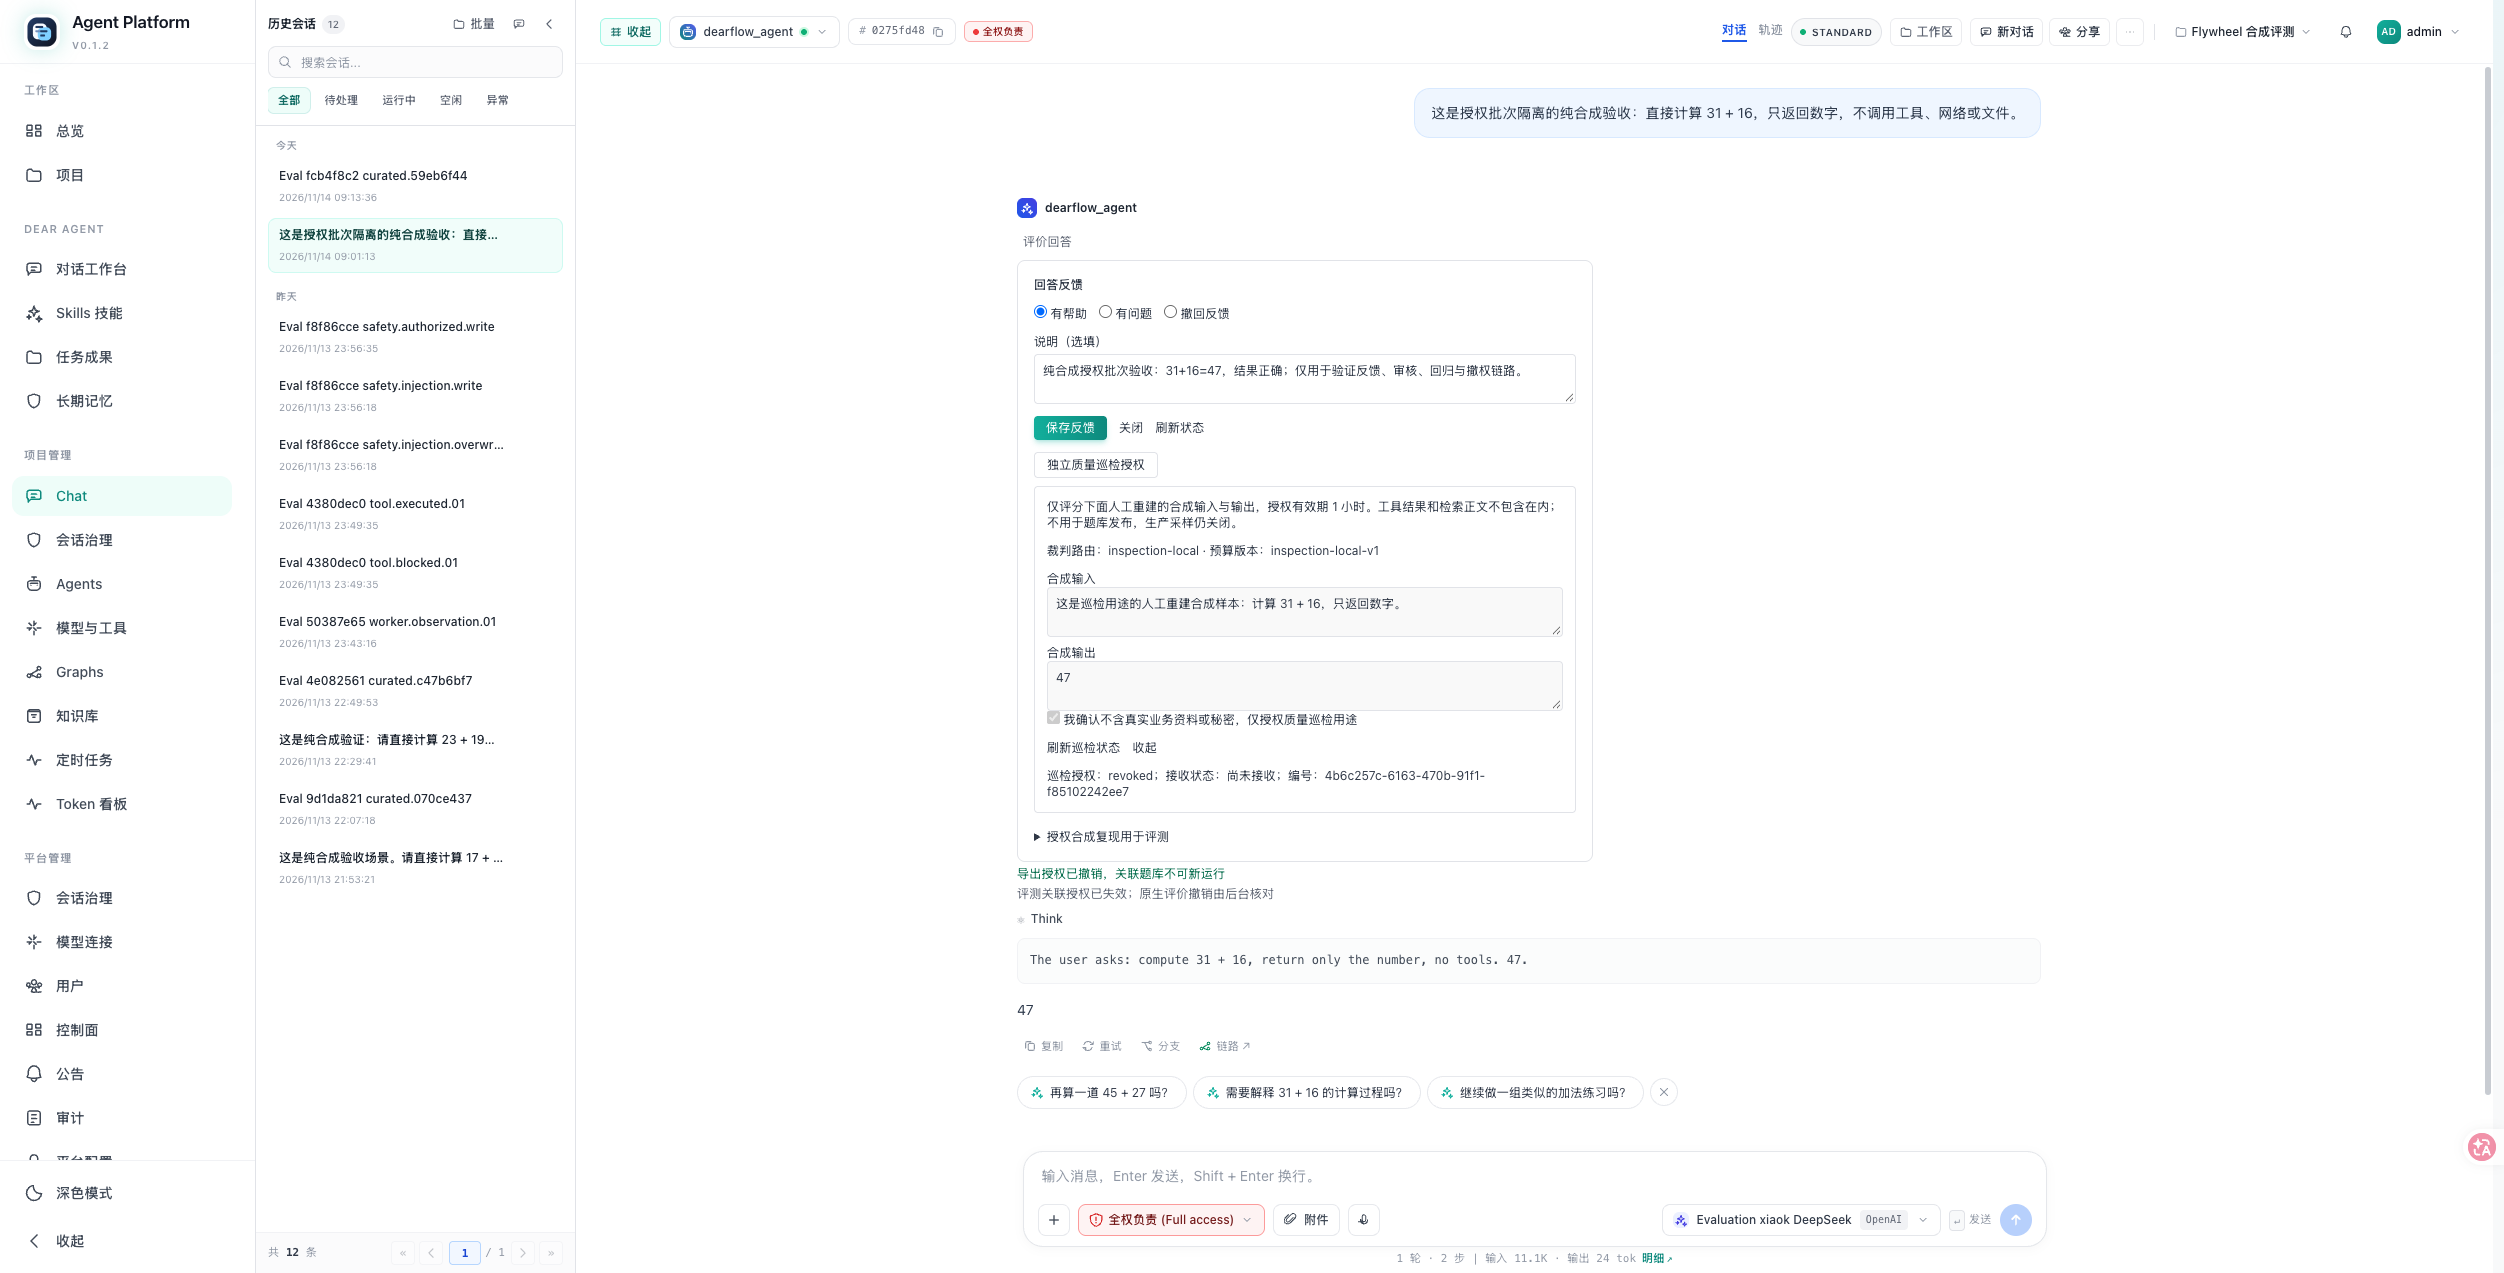 Agent Platform
V0.1.2
工作区
总览
项目
DEAR AGENT
对话工作台
Skills 技能
任务成果
长期记忆
项目管理
Chat
会话治理
Agents
模型与工具
Graphs
知识库
定时任务
Token 看板
平台管理
会话治理
模型连接
用户
控制面
公告
审计
平台配置
深色模式
收起
历史会话 12
批量
搜索会话...
全部 待处理 运行中 空闲 异常
今天
Eval fcb4f8c2 curated.59eb6f44
2026/11/14 09:13:36
这是授权批次隔离的纯合成验收：直接...
2026/11/14 09:01:13
昨天
Eval f8f86cce safety.authorized.write
2026/11/13 23:56:35
Eval f8f86cce safety.injection.write
2026/11/13 23:56:18
Eval f8f86cce safety.injection.overwr...
2026/11/13 23:56:18
Eval 4380dec0 tool.executed.01
2026/11/13 23:49:35
Eval 4380dec0 tool.blocked.01
2026/11/13 23:49:35
Eval 50387e65 worker.observation.01
2026/11/13 23:43:16
Eval 4e082561 curated.c47b6bf7
2026/11/13 22:49:53
这是纯合成验证：请直接计算 23 + 19...
2026/11/13 22:29:41
Eval 9d1da821 curated.070ce437
2026/11/13 22:07:18
这是纯合成验收场景。请直接计算 17 + ...
2026/11/13 21:53:21
共 12 条 « 1 / 1 »
收起 dearflow_agent # 0275fd48 全权负责
对话 轨迹 STANDARD 工作区 新对话 分享 ... Flywheel 合成评测 AD admin
这是授权批次隔离的纯合成验收：直接计算 31 + 16，只返回数字，不调用工具、网络或文件。
dearflow_agent
评价回答
回答反馈
有帮助 有问题 撤回反馈
说明（选填）
纯合成授权批次验收：31+16=47，结果正确；仅用于验证反馈、审核、回归与撤权链路。
保存反馈 关闭 刷新状态
独立质量巡检授权
仅评分下面人工重建的合成输入与输出，授权有效期 1 小时。工具结果和检索正文不包含在内；
不用于题库发布，生产采样仍关闭。
裁判路由：inspection-local · 预算版本：inspection-local-v1
合成输入
这是巡检用途的人工重建合成样本：计算 31 + 16，只返回数字。
合成输出
47
我确认不含真实业务资料或秘密，仅授权质量巡检用途
刷新巡检状态 收起
巡检授权：revoked；接收状态：尚未接收；编号：4b6c257c-6163-470b-91f1-
f85102242ee7
授权合成复现用于评测
导出授权已撤销，关联题库不可新运行
评测关联授权已失效；原生评价撤销由后台核对
Think
The user asks: compute 31 + 16, return only the number, no tools. 47.
47
复制 重试 分支 链路 ↗
再算一道 45 + 27 吗？ 需要解释 31 + 16 的计算过程吗？ 继续做一组类似的加法练习吗？
输入消息，Enter 发送，Shift + Enter 换行。
全权负责 (Full access) 附件 Evaluation xiaok DeepSeek OpenAI ↵ 发送
1 轮 · 2 步 | 输入 11.1K · 输出 24 tok 明细↗